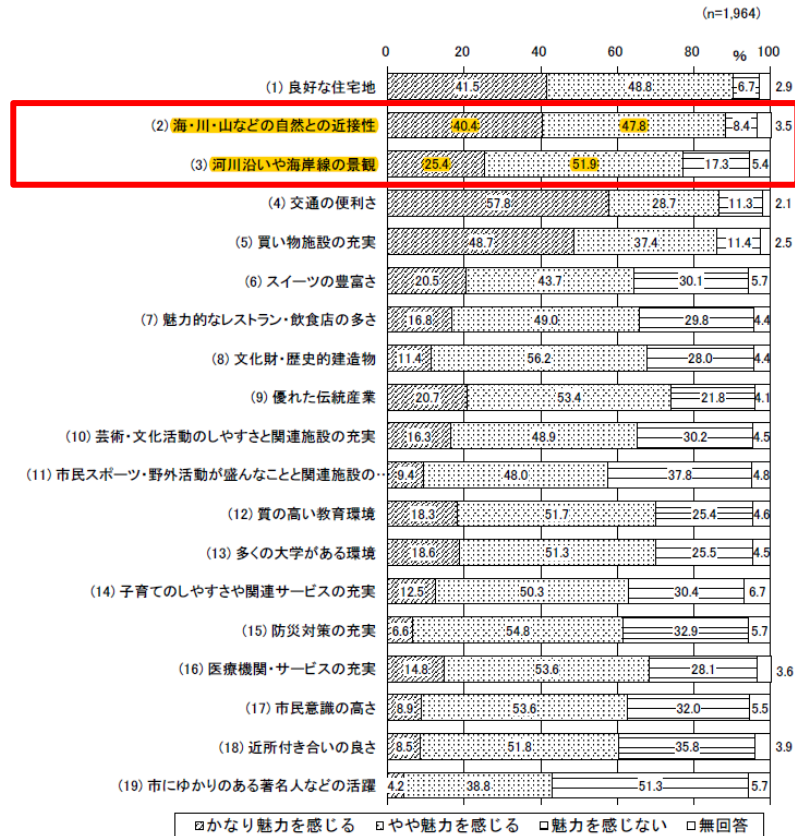 (n=1,964)
0 20 40 60 80 % 100
(1) 良好な住宅地 41.5 48.8 6.7 2.9
(2) 海・川・山などの自然との近接性 40.4 47.8 8.4 3.5
(3) 河川沿いや海岸線の景観 25.4 51.9 17.3 5.4
(4) 交通の便利さ 57.8 28.7 11.3 2.1
(5) 買い物施設の充実 48.7 37.4 11.4 2.5
(6) スイーツの豊富さ 20.5 43.7 30.1 5.7
(7) 魅力的なレストラン・飲食店の多さ 16.8 49.0 29.8 4.4
(8) 文化財・歴史的建造物 11.4 56.2 28.0 4.4
(9) 優れた伝統産業 20.7 53.4 21.8 4.1
(10) 芸術・文化活動のしやすさと関連施設の充実 16.3 48.9 30.2 4.5
(11) 市民スポーツ・野外活動が盛んなことと関連施設の… 9.4 48.0 37.8 4.8
(12) 質の高い教育環境 18.3 51.7 25.4 4.6
(13) 多くの大学がある環境 18.6 51.3 25.5 4.5
(14) 子育てのしやすさや関連サービスの充実 12.5 50.3 30.4 6.7
(15) 防災対策の充実 6.6 54.8 32.9 5.7
(16) 医療機関・サービスの充実 14.8 53.6 28.1 3.6
(17) 市民意識の高さ 8.9 53.6 32.0 5.5
(18) 近所付き合いの良さ 8.5 51.8 35.8 3.9
(19) 市にゆかりのある著名人などの活躍 4.2 38.8 51.3 5.7
かなり魅力を感じる やや魅力を感じる 魅力を感じない 無回答